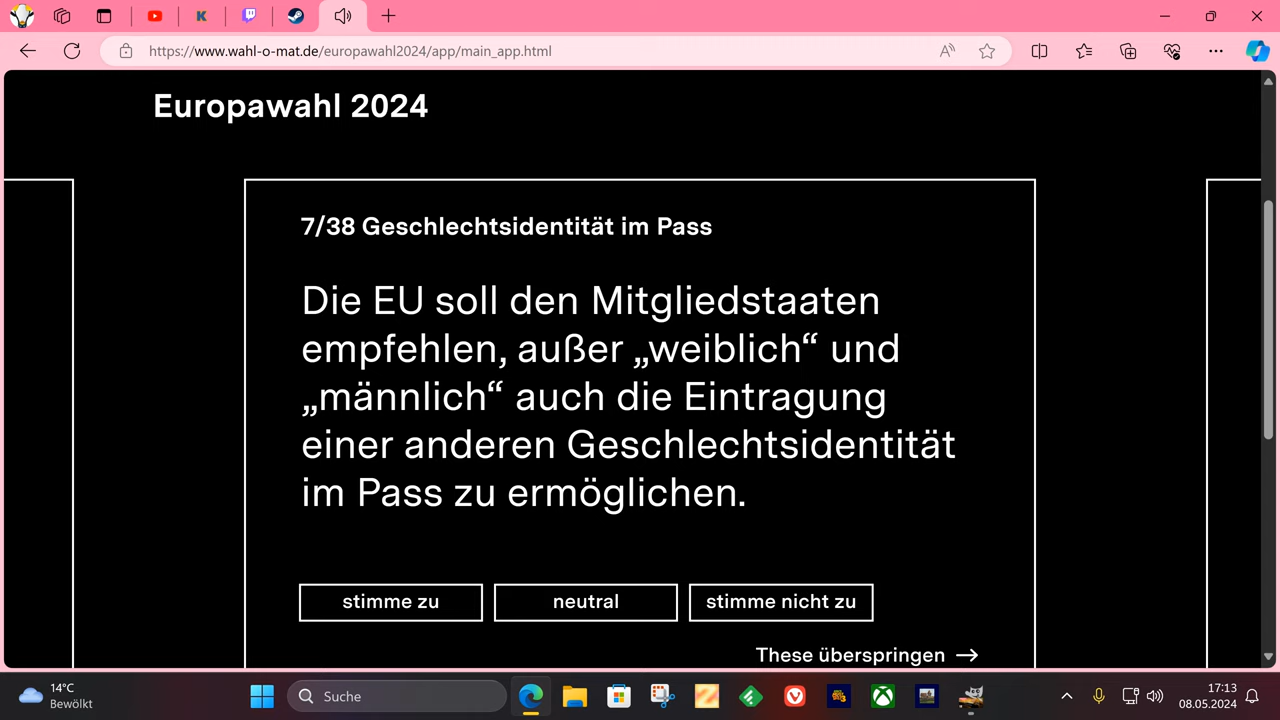 https://www.wahl-o-mat.de/europawahl2024/app/main_app.html
Europawahl 2024
7/38 Geschlechtsidentität im Pass
Die EU soll den Mitgliedstaaten
empfehlen, außer „weiblich“ und
„männlich“ auch die Eintragung
einer anderen Geschlechtsidentität
im Pass zu ermöglichen.
stimme zu
neutral
stimme nicht zu
These überspringen →
14°C
Bewölkt
Suche
17:13
08.05.2024